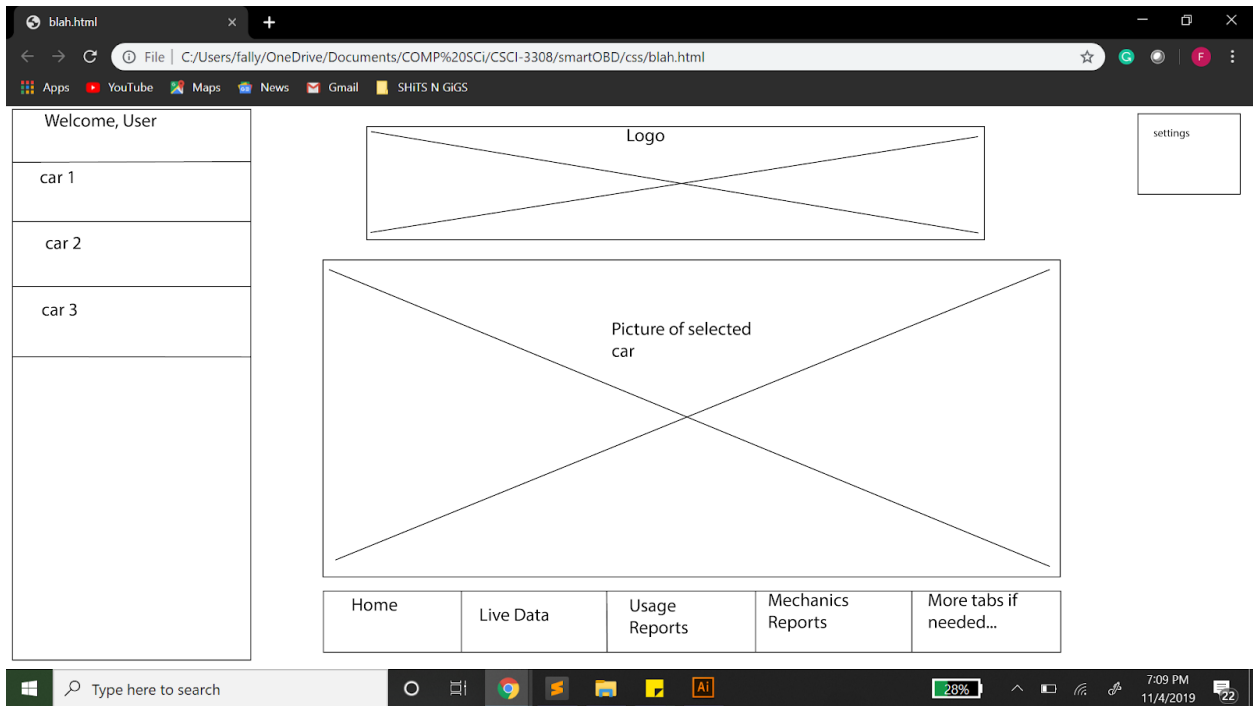 blah.html
File | C:/Users/fally/OneDrive/Documents/COMP%20SCi/CSCI-3308/smartOBD/css/blah.html
F
Apps YouTube Maps News Gmail SHiTS N GiGS
Welcome, User
car 1
car 2
car 3
Logo
settings
Picture of selected
car
Home
Live Data
Usage
Reports
Mechanics
Reports
More tabs if
needed...
Type here to search
Ai
28%
7:09 PM
11/4/2019
22